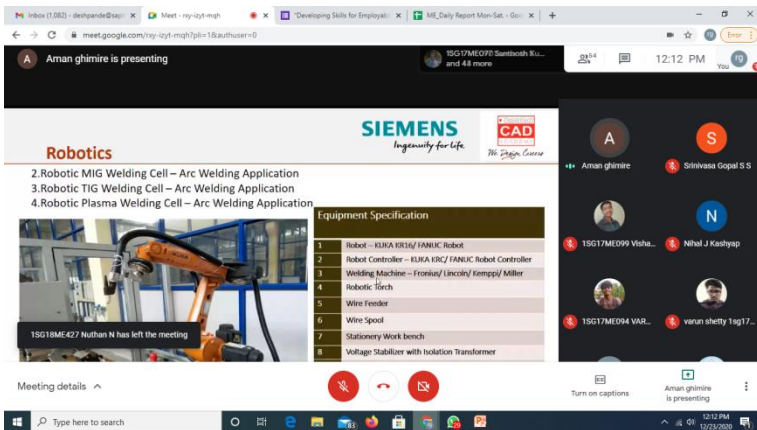 Inbox (1,082) - deshpande@sap
Meet - rxy-izyt-mqh
"Developing Skills for Employab
ME_Daily Report Mon-Sat. - Goo
meet.google.com/rxy-izyt-mqh?pli=1&authuser=0
rg
Error
A
Aman ghimire is presenting
and 48 more
54
12:12 PM
You
rg
SIEMENS
Ingenuity for life
CAD
We Design Careers
Robotics
2.Robotic MIG Welding Cell – Arc Welding Application
3.Robotic TIG Welding Cell – Arc Welding Application
4.Robotic Plasma Welding Cell – Arc Welding Application
Equipment Specification
1 Robot – KUKA KR16/ FANUC Robot
2 Robot Controller – KUKA KRC/ FANUC Robot Controller
3 Welding Machine – Fronius/ Lincoln/ Kemppi/ Miller
4 Robotic Torch
5 Wire Feeder
6 Wire Spool
7 Stationery Work bench
8 Voltage Stabilizer with Isolation Transformer
1SG18ME427 Nuthan N has left the meeting
A
Aman ghimire
S
Srinivasa Gopal S S
1SG17ME099 Visha...
N
Nihal J Kashyap
1SG17ME094 VAR...
varun shetty 1sg17...
Meeting details
Turn on captions
Aman ghimire
is presenting
Type here to search
12:12 PM
12/23/2020